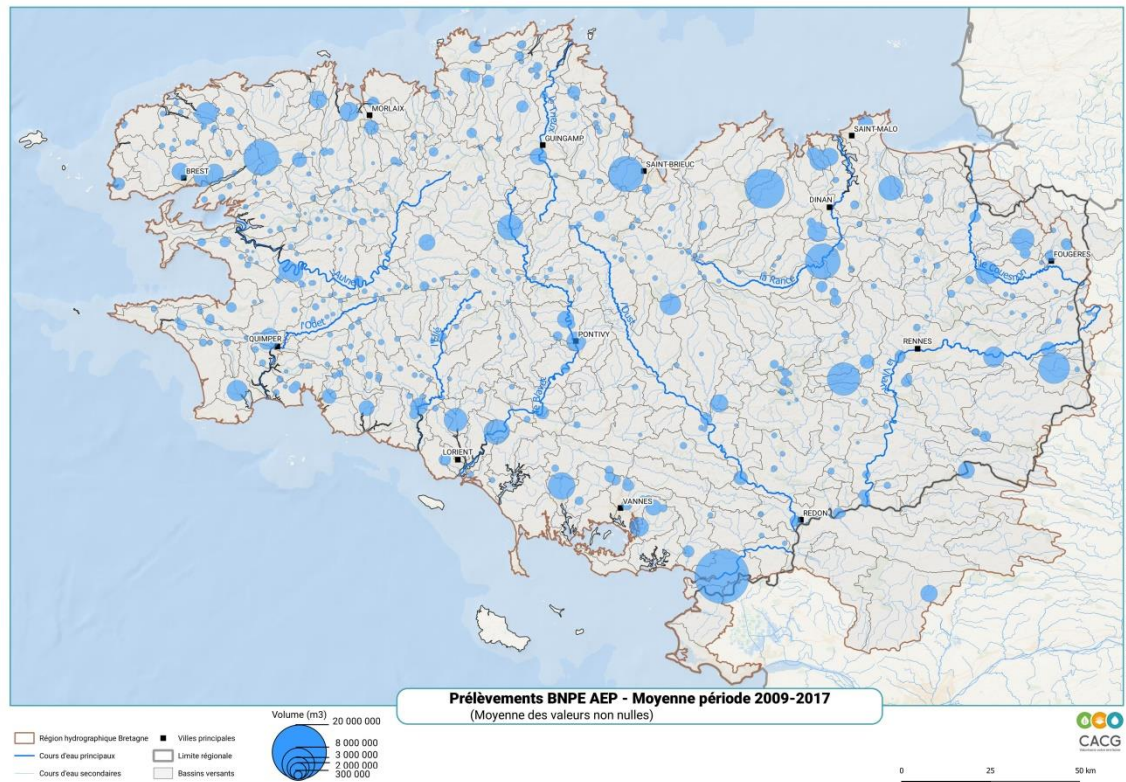 MORLAIX
le Trieux
GUINGAMP
SAINT-MALO
BREST
SAINT-BRIEUC
DINAN
FOUGÈRES
le Couesnon
la Rance
l'Aulne
l'Odet
l'Oust
QUIMPER
PONTIVY
RENNES
la Vilaine
le Blavet
LORIENT
VANNES
REDON
Prélèvements BNPE AEP - Moyenne période 2009-2017
(Moyenne des valeurs non nulles)
Région hydrographique Bretagne
Villes principales
Cours d'eau principaux
Limite régionale
Cours d'eau secondaires
Bassins versants
Volume (m3)
20 000 000
8 000 000
3 000 000
2 000 000
300 000
CACG
0 25 50 km